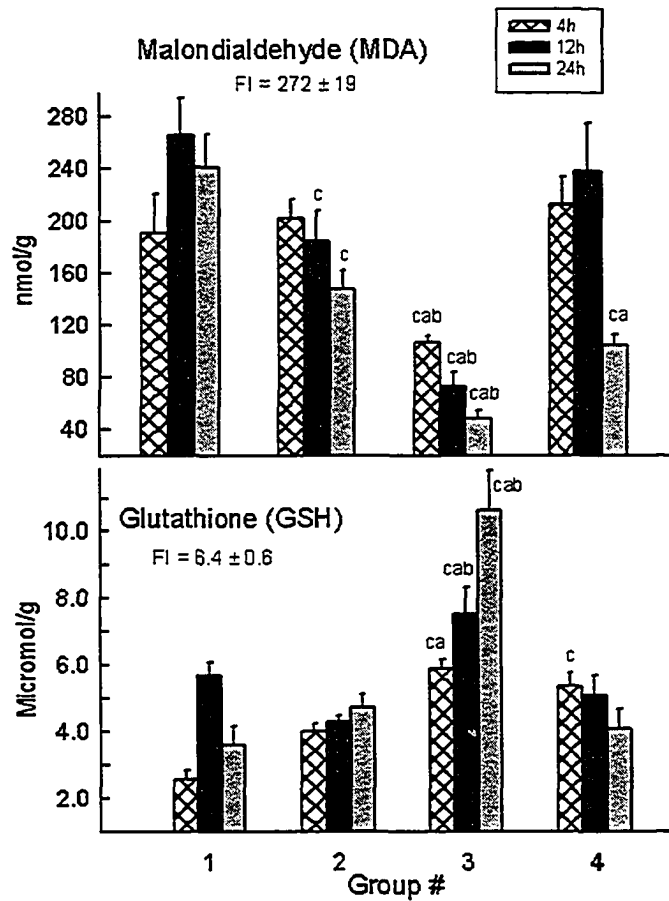 4h
12h
24h
Malondialdehyde (MDA)
FI = 272 ± 19
280
240
200
160
120
80
40
nmol/g
c
c
cab
cab
cab
ca
Glutathione (GSH)
FI = 6.4 ± 0.6
10.0
8.0
6.0
4.0
2.0
Micromol/g
ca
cab
cab
c
1
2
3
4
Group #